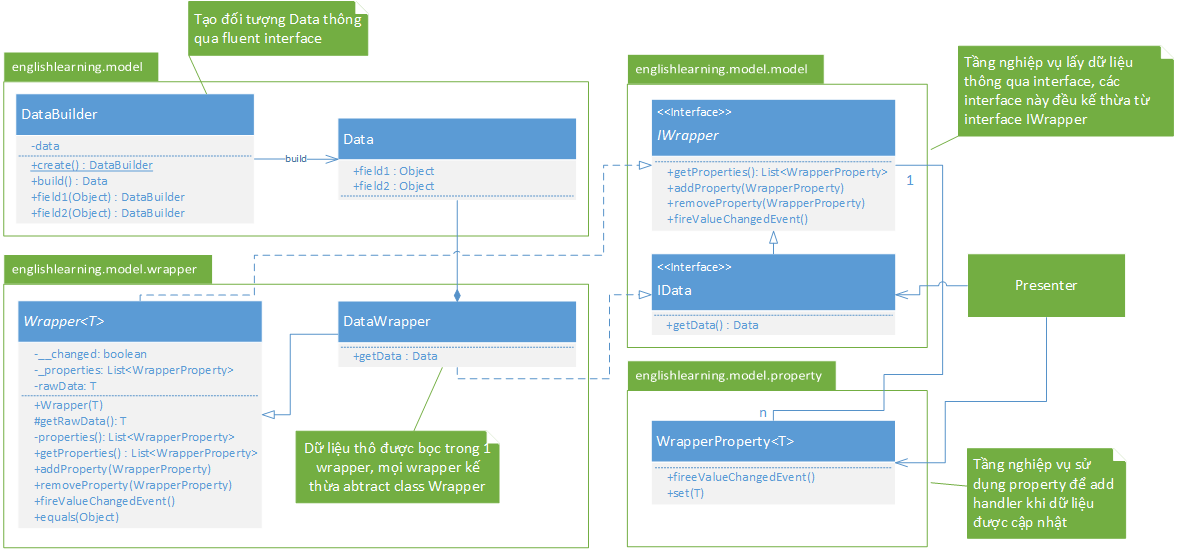 Tạo đối tượng Data thông
qua fluent interface
englishlearning.model
DataBuilder
-data
+create() : DataBuilder
+build() : Data
+field1(Object) : DataBuilder
+field2(Object) : DataBuilder
build
Data
+field1 : Object
+field2 : Object
englishlearning.model.model
<<Interface>>
IWrapper
+getProperties(): List<WrapperProperty>
+addProperty(WrapperProperty)
+removeProperty(WrapperProperty)
+fireValueChangedEvent()
1
Tầng nghiệp vụ lấy dữ liệu
thông qua interface, các
interface này đều kế thừa từ
interface IWrapper
<<Interface>>
IData
+getData() : Data
Presenter
englishlearning.model.wrapper
Wrapper<T>
-__changed: boolean
-_properties: List<WrapperProperty>
-rawData: T
+Wrapper(T)
#getRawData(): T
-properties(): List<WrapperProperty>
+getProperties() : List<WrapperProperty>
+addProperty(WrapperProperty)
+removeProperty(WrapperProperty)
+fireValueChangedEvent()
+equals(Object)
DataWrapper
+getData : Data
Dữ liệu thô được bọc trong 1
wrapper, mọi wrapper kế
thừa abtract class Wrapper
englishlearning.model.property
n
WrapperProperty<T>
+fireeValueChangedEvent()
+set(T)
Tầng nghiệp vụ sử
dụng property để add
handler khi dữ liệu
được cập nhật